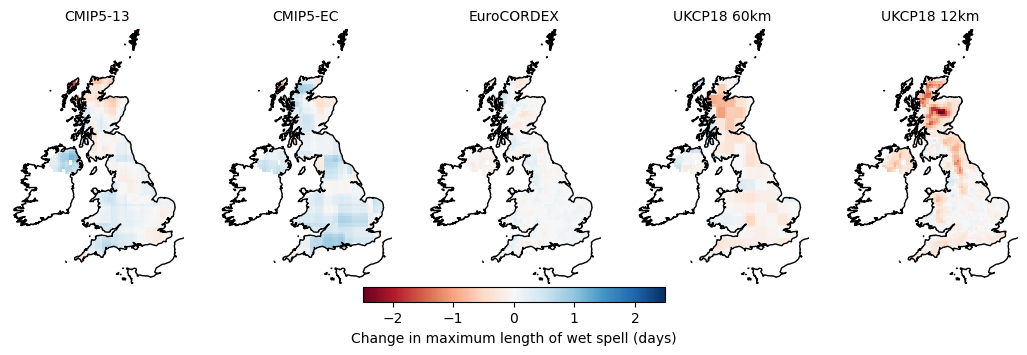 CMIP5-13 CMIP5-EC EuroCORDEX UKCP18 60km UKCP18 12km
−2 −1 0 1 2
Change in maximum length of wet spell (days)